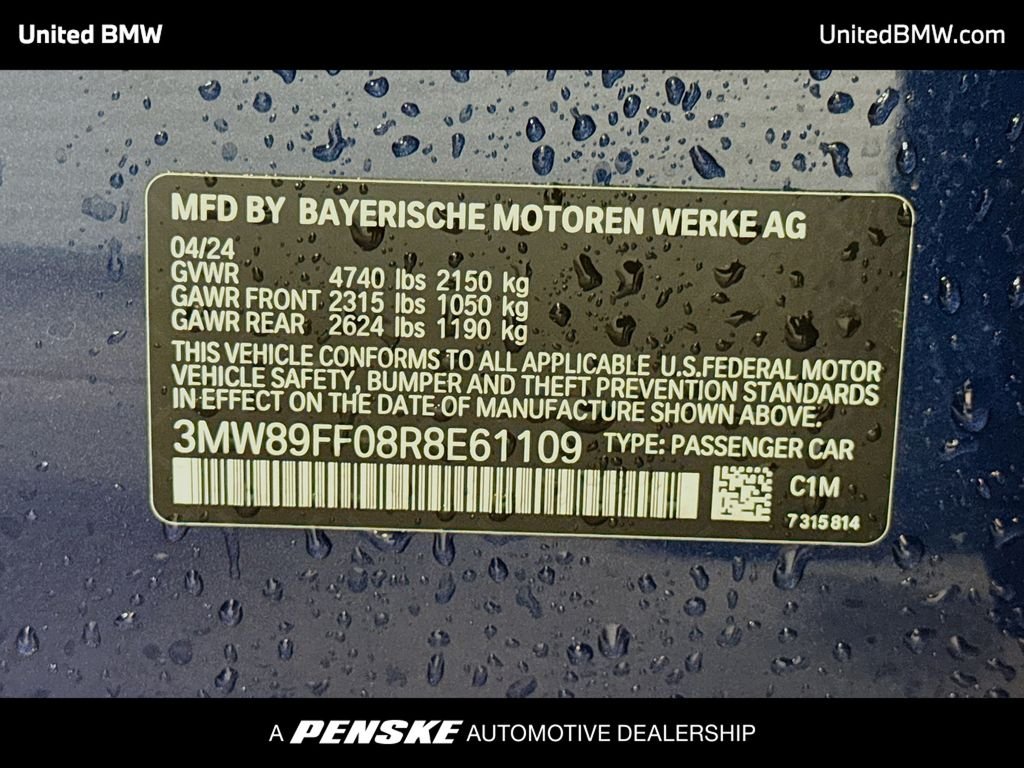 United BMW
UnitedBMW.com
MFD BY BAYERISCHE MOTOREN WERKE AG
04/24
GVWR 4740 lbs 2150 kg
GAWR FRONT 2315 lbs 1050 kg
GAWR REAR 2624 lbs 1190 kg
THIS VEHICLE CONFORMS TO ALL APPLICABLE U.S.FEDERAL MOTOR
VEHICLE SAFETY, BUMPER AND THEFT PREVENTION STANDARDS
IN EFFECT ON THE DATE OF MANUFACTURE SHOWN ABOVE.
3MW89FF08R8E61109 TYPE: PASSENGER CAR
C1M
7315814
A PENSKE AUTOMOTIVE DEALERSHIP